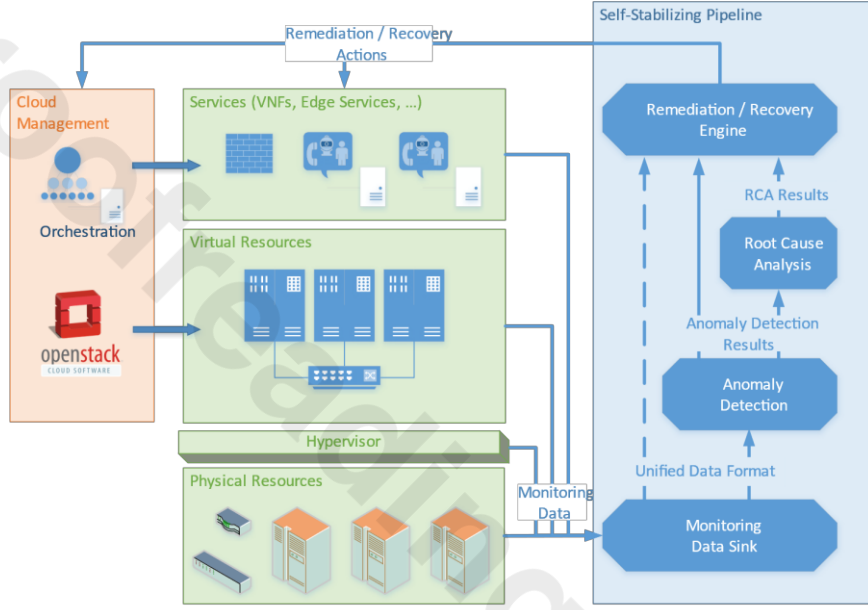 Self-Stabilizing Pipeline
Remediation / Recovery
Actions
Cloud
Management
Services (VNFs, Edge Services, ...)
Remediation / Recovery
Engine
RCA Results
Orchestration
Virtual Resources
Root Cause
Analysis
openstack
CLOUD SOFTWARE
Anomaly Detection
Results
Anomaly
Detection
Hypervisor
Physical Resources
Unified Data Format
Monitoring
Data
Monitoring
Data Sink